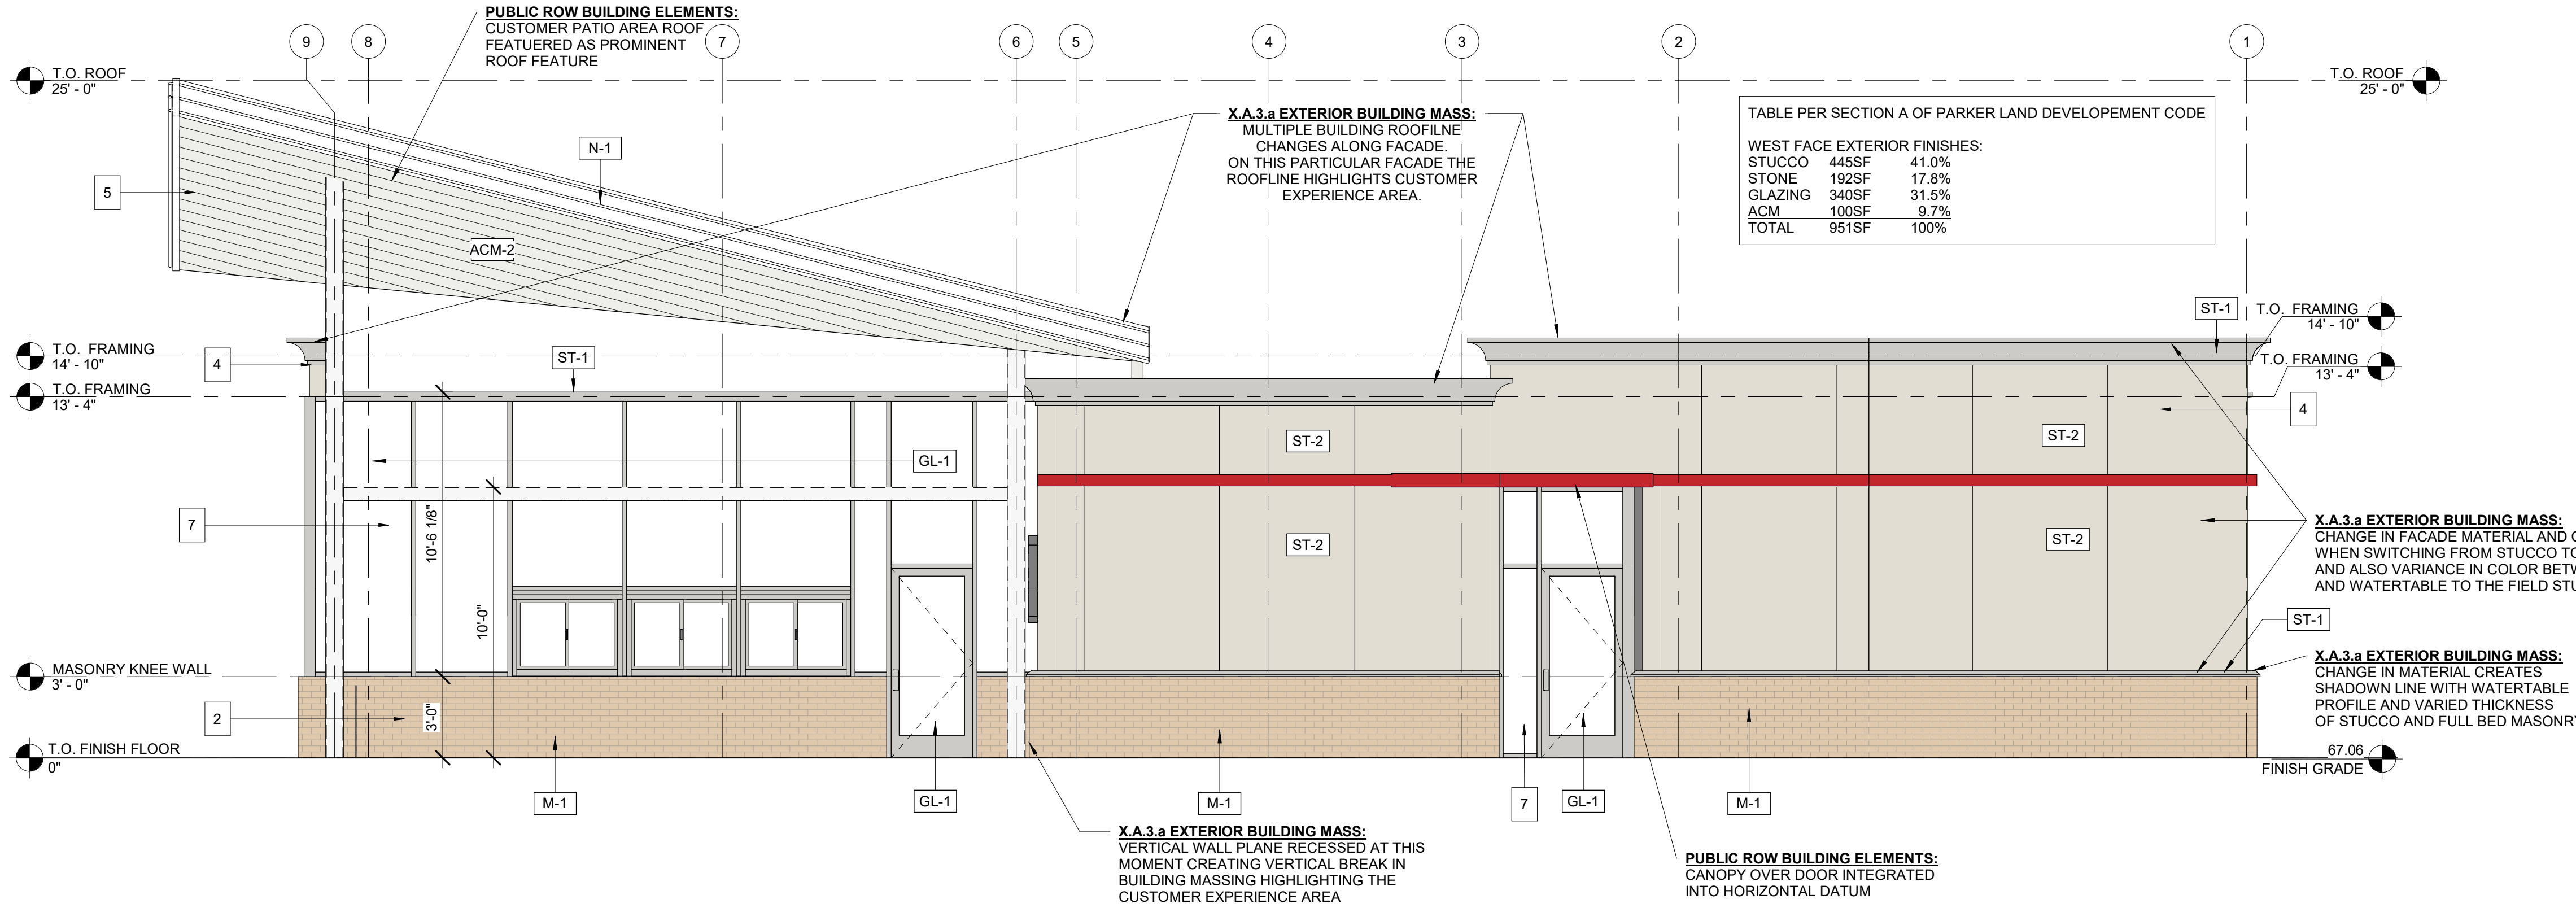 PUBLIC ROW BUILDING ELEMENTS:
CUSTOMER PATIO AREA ROOF
FEATUERED AS PROMINENT
ROOF FEATURE
9
8
7
6
5
4
3
2
1
T.O. ROOF
25' - 0"
T.O. ROOF
25' - 0"
X.A.3.a EXTERIOR BUILDING MASS:
MULTIPLE BUILDING ROOFILNE
CHANGES ALONG FACADE.
ON THIS PARTICULAR FACADE THE
ROOFLINE HIGHLIGHTS CUSTOMER
EXPERIENCE AREA.
TABLE PER SECTION A OF PARKER LAND DEVELOPEMENT CODE
WEST FACE EXTERIOR FINISHES:
STUCCO 445SF 41.0%
STONE 192SF 17.8%
GLAZING 340SF 31.5%
ACM 100SF 9.7%
TOTAL 951SF 100%
N-1
5
ACM-2
ST-1
T.O. FRAMING
14' - 10"
T.O. FRAMING
13' - 4"
T.O. FRAMING
14' - 10"
4
T.O. FRAMING
13' - 4"
ST-1
4
ST-2
ST-2
GL-1
7
10'-6 1/8"
10'-0"
ST-2
ST-2
X.A.3.a EXTERIOR BUILDING MASS:
CHANGE IN FACADE MATERIAL AND
WHEN SWITCHING FROM STUCCO TO
AND ALSO VARIANCE IN COLOR
AND WATERTABLE TO THE FIELD
ST-1
MASONRY KNEE WALL
3' - 0"
X.A.3.a EXTERIOR BUILDING MASS:
CHANGE IN MATERIAL CREATES
SHADOWN LINE WITH WATERTABLE
PROFILE AND VARIED THICKNESS
OF STUCCO AND FULL BED MASONRY
2
3'-0"
T.O. FINISH FLOOR
0"
67.06
FINISH GRADE
M-1
GL-1
M-1
7
GL-1
M-1
X.A.3.a EXTERIOR BUILDING MASS:
VERTICAL WALL PLANE RECESSED AT THIS
MOMENT CREATING VERTICAL BREAK IN
BUILDING MASSING HIGHLIGHTING THE
CUSTOMER EXPERIENCE AREA
PUBLIC ROW BUILDING ELEMENTS:
CANOPY OVER DOOR INTEGRATED
INTO HORIZONTAL DATUM